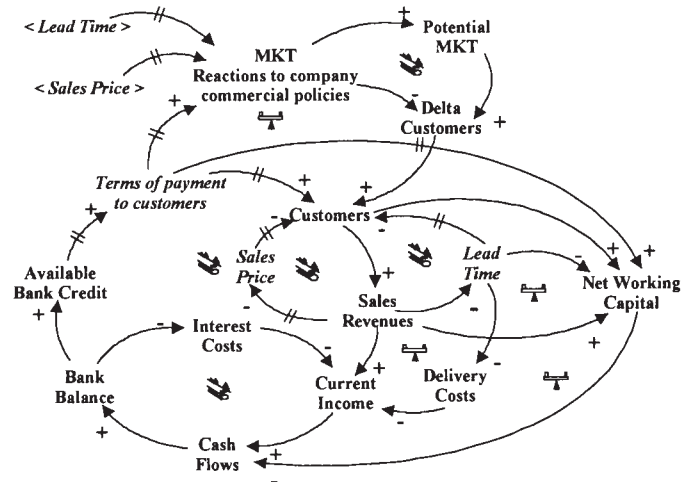 < Lead Time >
Potential
MKT
MKT
Reactions to company
commercial policies
< Sales Price >
Delta
Customers
Terms of payment
to customers
Customers
Available
Bank Credit
Sales
Price
Lead
Time
Net Working
Capital
Sales
Revenues
Interest
Costs
Bank
Balance
Current
Income
Delivery
Costs
Cash
Flows